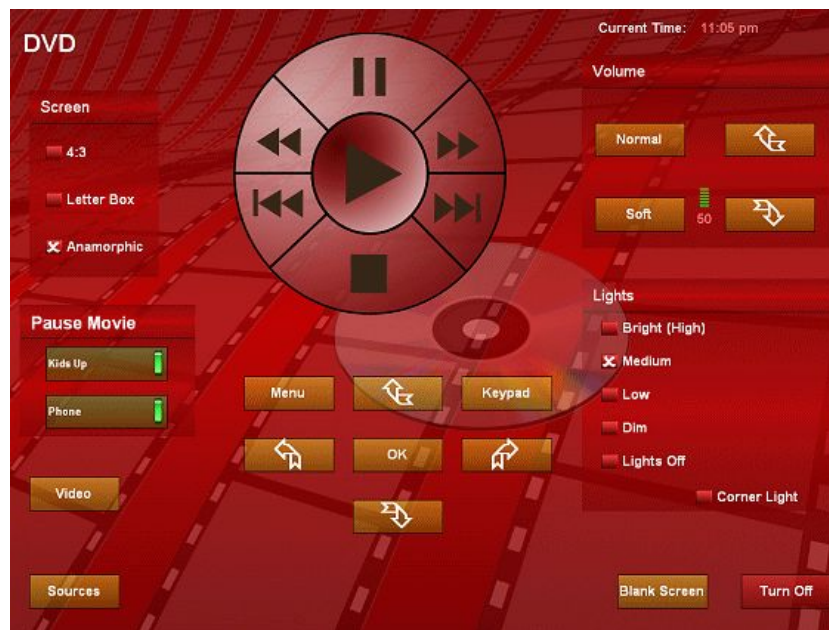 DVD
Current Time: 11:05 pm
Screen
4:3
Letter Box
Anamorphic
Volume
Normal
Soft
50
Pause Movie
Kids Up
Phone
Menu
Keypad
OK
Lights
Bright (High)
Medium
Low
Dim
Lights Off
Corner Light
Video
Sources
Blank Screen
Turn Off